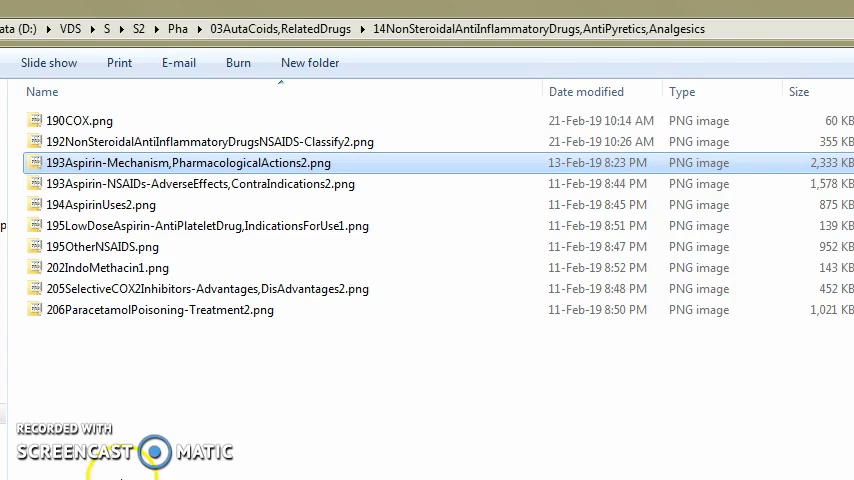 ata (D:) ▸ VDS ▸ S ▸ S2 ▸ Pha ▸ 03AutaCoids,RelatedDrugs ▸ 14NonSteroidalAntiInflammatoryDrugs,AntiPyretics,Analgesics
Slide show Print E-mail Burn New folder
Name Date modified Type Size
190COX.png 21-Feb-19 10:14 AM PNG image 60 KB
192NonSteroidalAntiInflammatoryDrugsNSAIDS-Classify2.png 21-Feb-19 10:26 AM PNG image 355 KB
193Aspirin-Mechanism,PharmacologicalActions2.png 13-Feb-19 8:23 PM PNG image 2,333 KB
193Aspirin-NSAIDs-AdverseEffects,ContraIndications2.png 11-Feb-19 8:44 PM PNG image 1,578 KB
194AspirinUses2.png 11-Feb-19 8:45 PM PNG image 875 KB
195LowDoseAspirin-AntiPlateletDrug,IndicationsForUse1.png 11-Feb-19 8:51 PM PNG image 139 KB
195OtherNSAIDS.png 11-Feb-19 8:47 PM PNG image 952 KB
202IndoMethacin1.png 11-Feb-19 8:52 PM PNG image 143 KB
205SelectiveCOX2Inhibitors-Advantages,DisAdvantages2.png 11-Feb-19 8:48 PM PNG image 452 KB
206ParacetamolPoisoning-Treatment2.png 11-Feb-19 8:50 PM PNG image 1,021 KB
RECORDED WITH
SCREENCAST MATIC